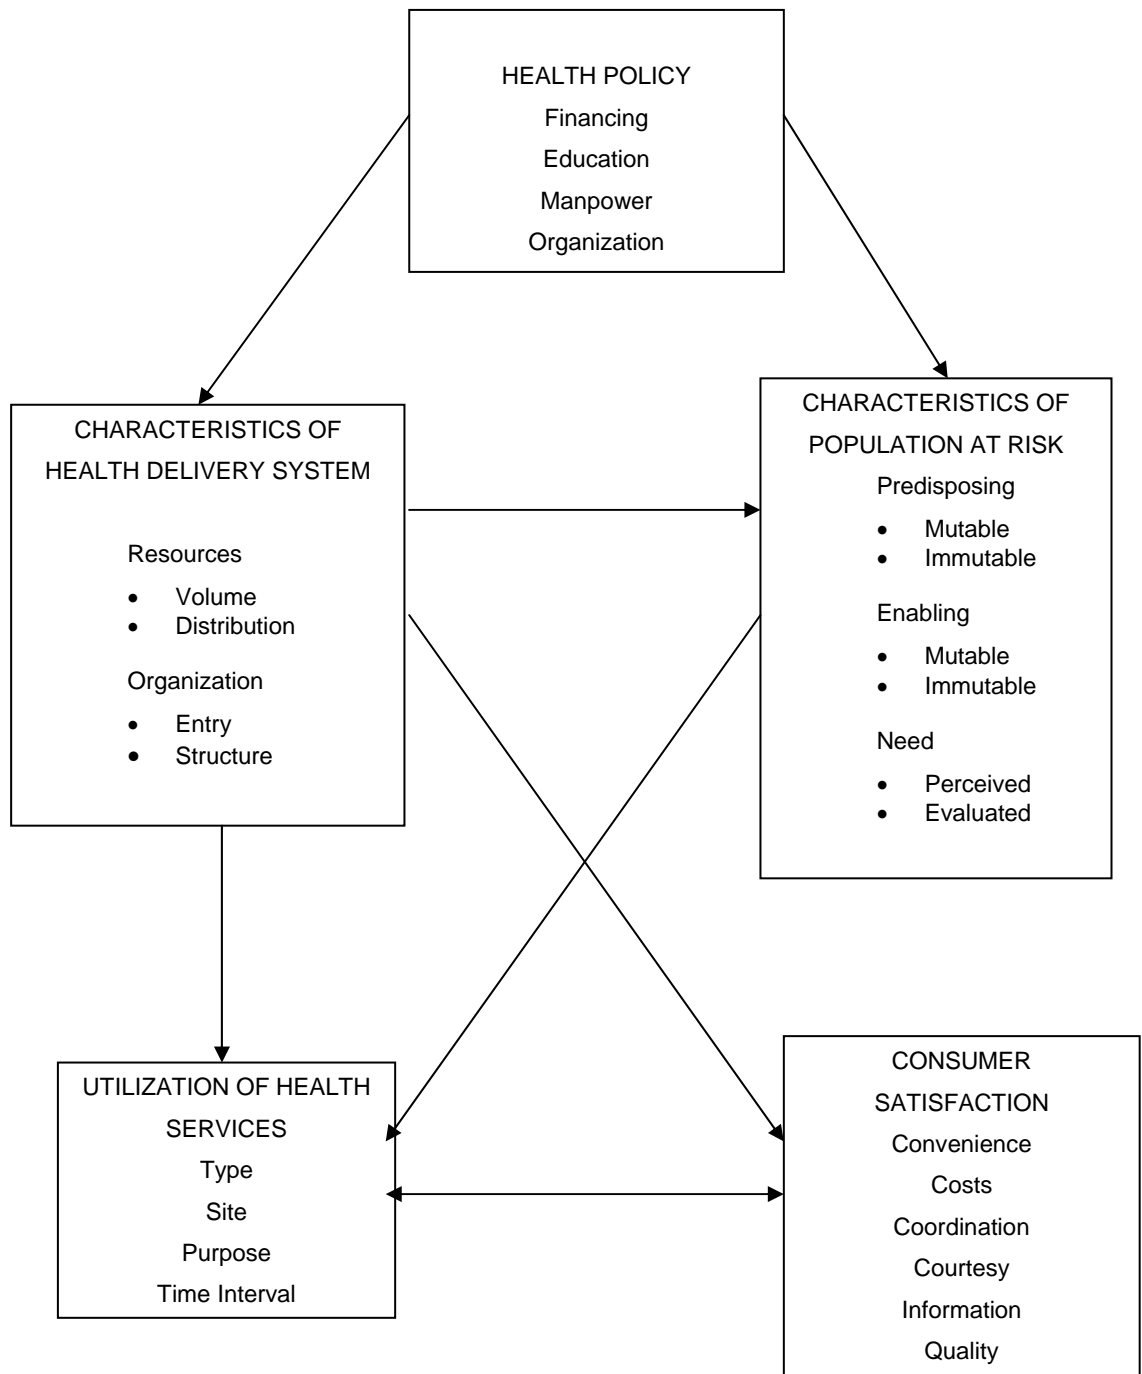 HEALTH POLICY
Financing
Education
Manpower
Organization
CHARACTERISTICS OF
HEALTH DELIVERY SYSTEM
Resources
• Volume
• Distribution
Organization
• Entry
• Structure
CHARACTERISTICS OF
POPULATION AT RISK
Predisposing
• Mutable
• Immutable
Enabling
• Mutable
• Immutable
Need
• Perceived
• Evaluated
UTILIZATION OF HEALTH
SERVICES
Type
Site
Purpose
Time Interval
CONSUMER
SATISFACTION
Convenience
Costs
Coordination
Courtesy
Information
Quality